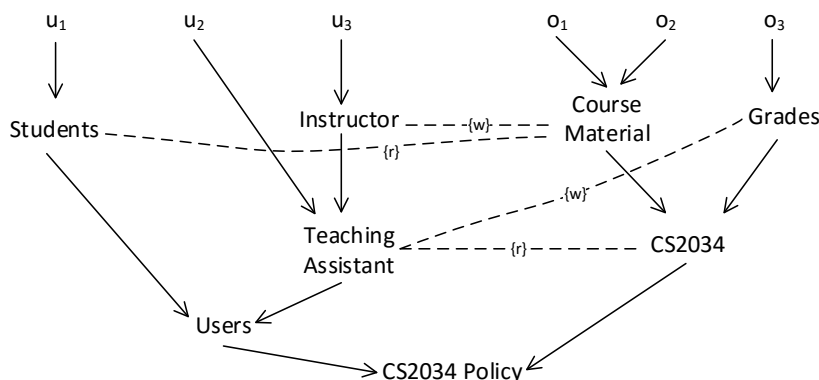 u1 u2 u3 o1 o2 o3
Course
Material
Students
Instructor
Grades
{w}
{r}
{w}
Teaching
Assistant
{r}
CS2034
Users
CS2034 Policy